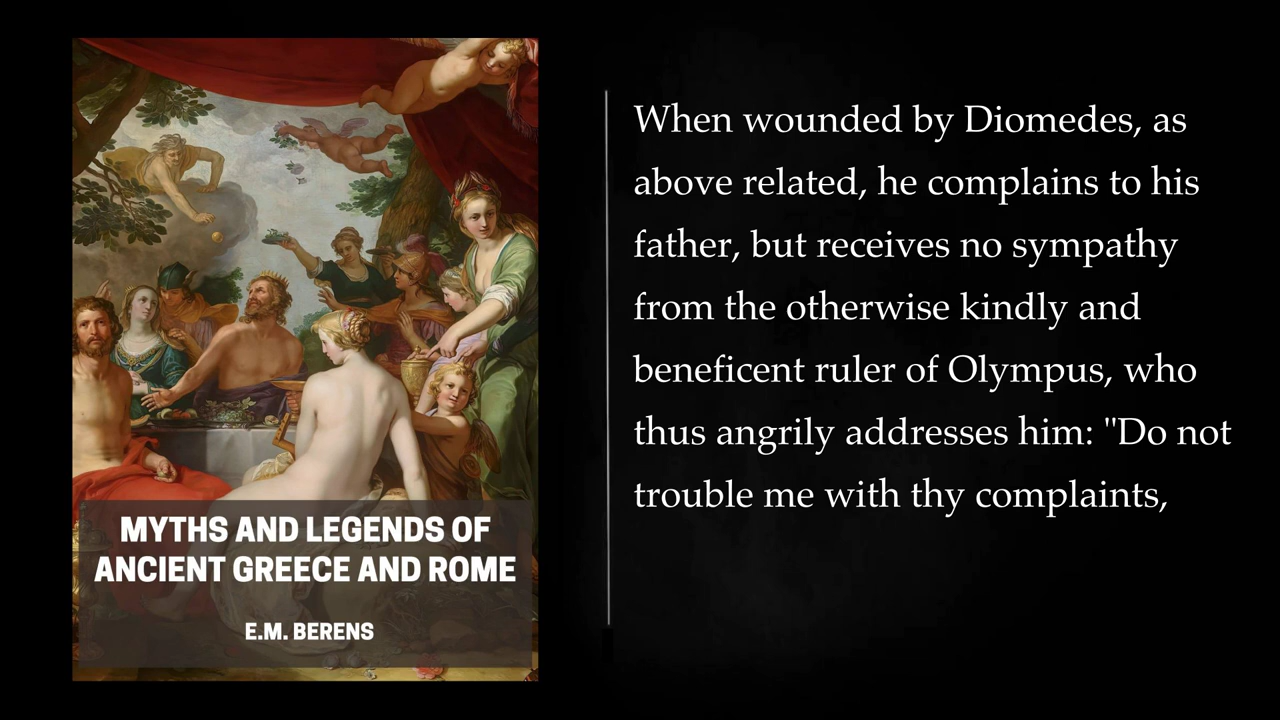 MYTHS AND LEGENDS OF
ANCIENT GREECE AND ROME
E.M. BERENS
When wounded by Diomedes, as
above related, he complains to his
father, but receives no sympathy
from the otherwise kindly and
beneficent ruler of Olympus, who
thus angrily addresses him: "Do not
trouble me with thy complaints,